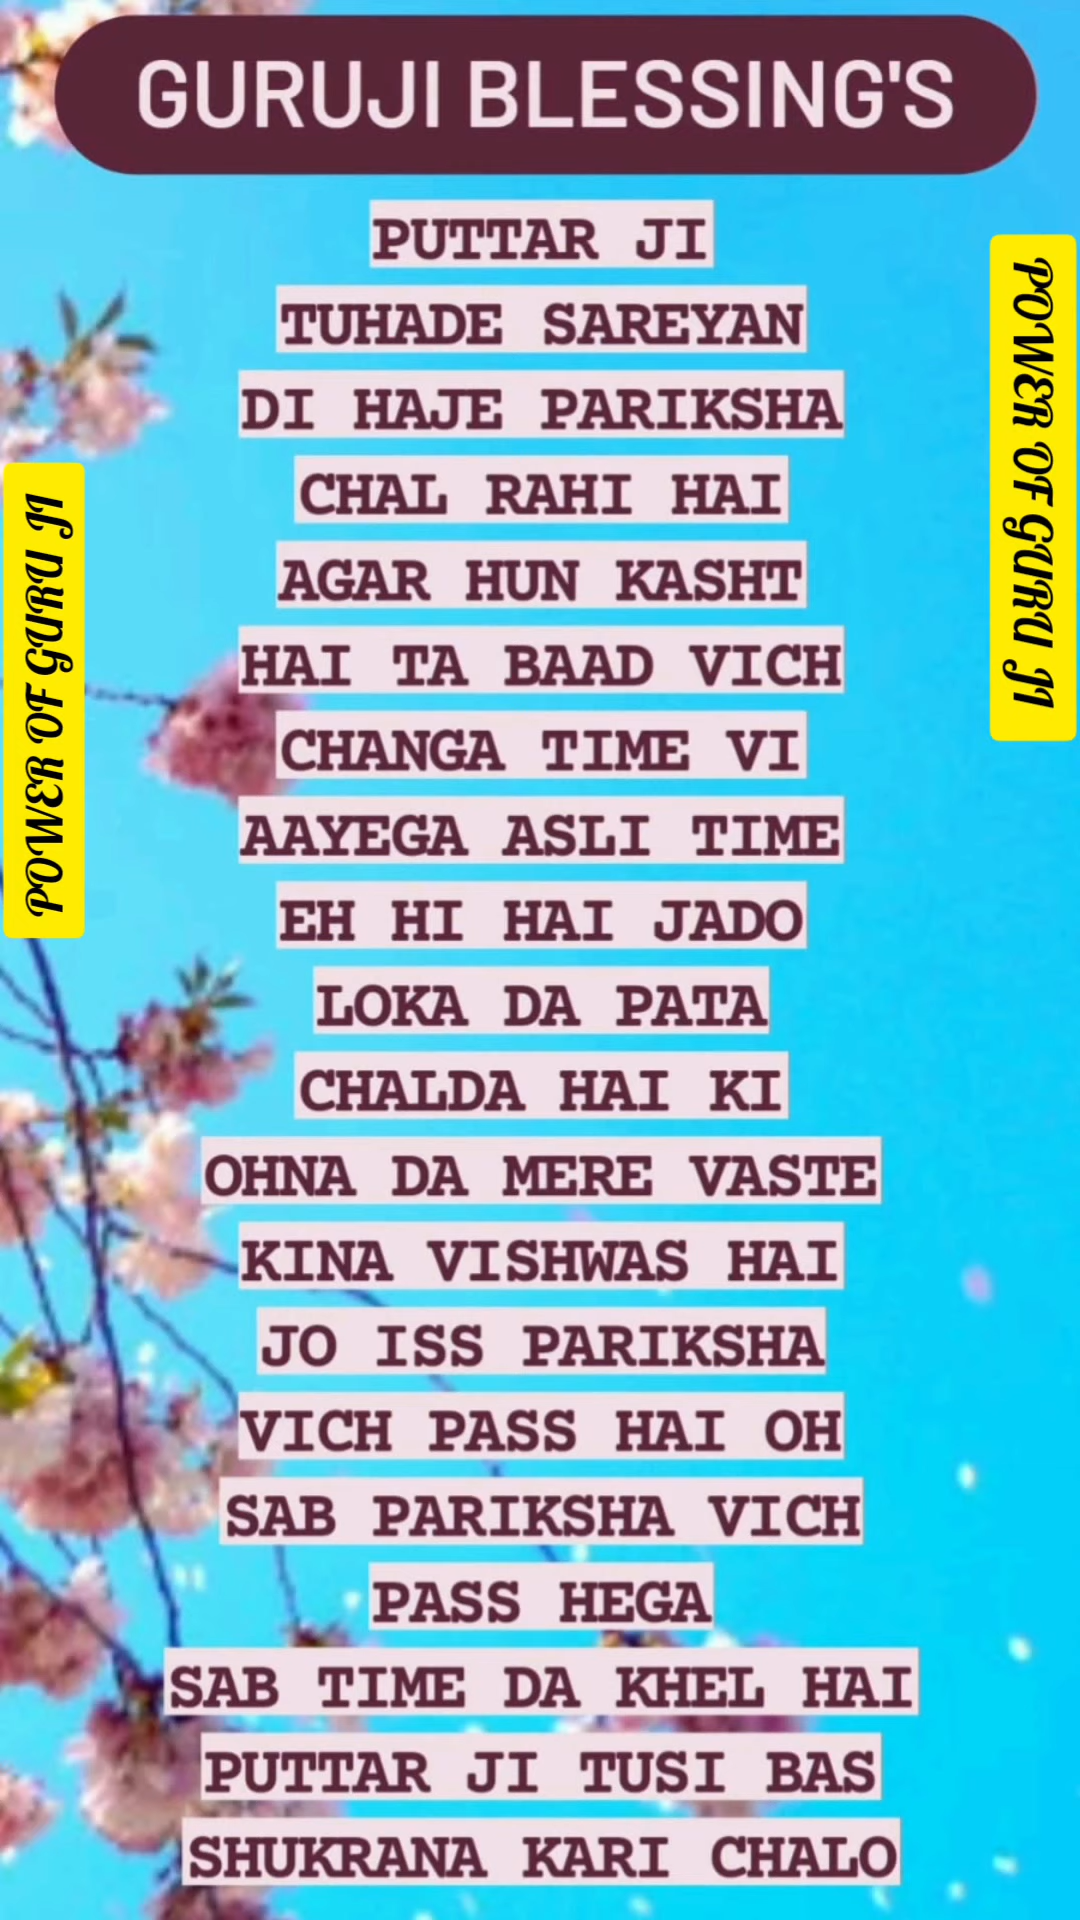 GURUJI BLESSING'S
PUTTAR JI
TUHADE SAREYAN
DI HAJE PARIKSHA
CHAL RAHI HAI
AGAR HUN KASHT
HAI TA BAAD VICH
CHANGA TIME VI
AAYEGA ASLI TIME
EH HI HAI JADO
LOKA DA PATA
CHALDA HAI KI
OHNA DA MERE VASTE
KINA VISHWAS HAI
JO ISS PARIKSHA
VICH PASS HAI OH
SAB PARIKSHA VICH
PASS HEGA
SAB TIME DA KHEL HAI
PUTTAR JI TUSI BAS
SHUKRANA KARI CHALO
POWER OF GURU JI
POWER OF GURU JI